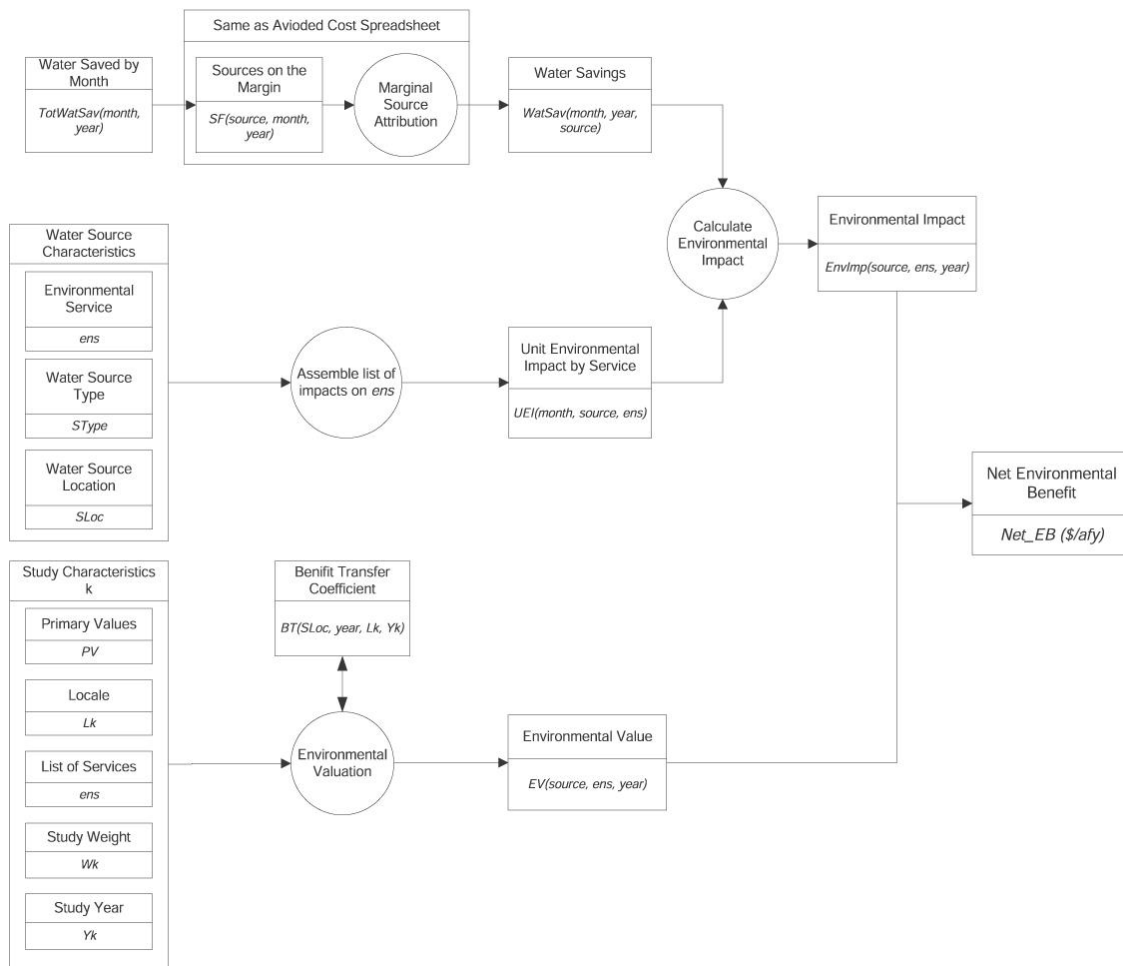 Same as Avioded Cost Spreadsheet
Water Saved by
Month
TotWatSav(month,
year)
Sources on the
Margin
SF(source, month,
year)
Marginal
Source
Attribution
Water Savings
WatSav(month, year,
source)
Calculate
Environmental
Impact
Environmental Impact
EnvImp(source, ens, year)
Water Source
Characteristics
Environmental
Service
ens
Water Source
Type
SType
Water Source
Location
SLoc
Assemble list of
impacts on ens
Unit Environmental
Impact by Service
UEI(month, source, ens)
Net Environmental
Benefit
Net_EB ($/afy)
Study Characteristics
k
Primary Values
PV
Locale
Lk
List of Services
ens
Study Weight
Wk
Study Year
Yk
Benifit Transfer
Coefficient
BT(SLoc, year, Lk, Yk)
Environmental
Valuation
Environmental Value
EV(source, ens, year)